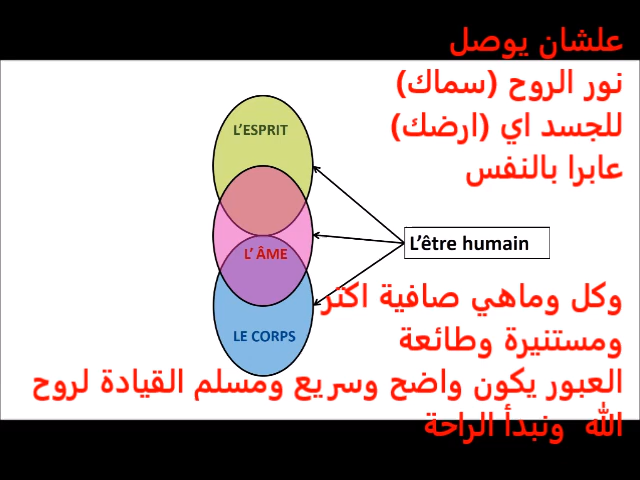 علشان يوصل
نور الروح (سماك)
للجسد اي (ارضك)
عابرا بالنفس
L'ESPRIT
L' ÂME
L'être humain
LE CORPS
وكل وماهي صافية اكتر
ومستنيرة وطائعة
العبور يكون واضح وسريع ومسلم القيادة لروح
الله ونبدأ الراحة